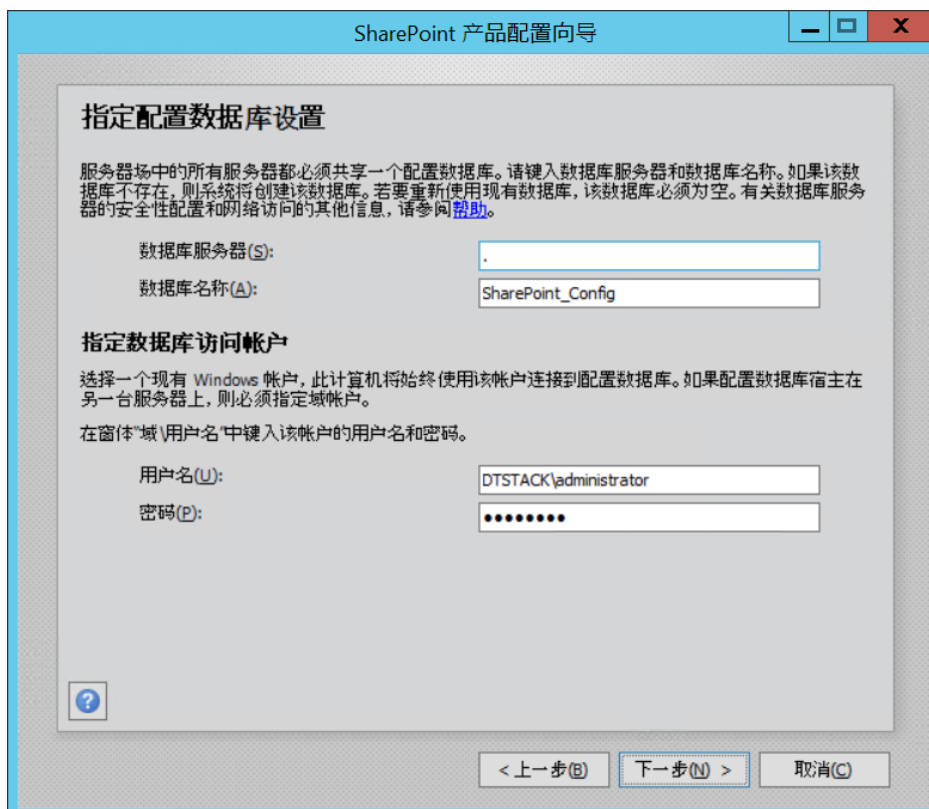 SharePoint 产品配置向导
指定配置数据库设置
服务器场中的所有服务器都必须共享一个配置数据库。请键入数据库服务器和数据库名称。如果该数
据库不存在,则系统将创建该数据库。若要重新使用现有数据库,该数据库必须为空。有关数据库服务
器的安全性配置和网络访问的其他信息,请参阅帮助。
数据库服务器(S):
.
数据库名称(A):
SharePoint_Config
指定数据库访问帐户
选择一个现有 Windows 帐户,此计算机将始终使用该帐户连接到配置数据库。如果配置数据库宿主在
另一台服务器上,则必须指定域帐户。
在窗体"域\用户名"中键入该帐户的用户名和密码。
用户名(U):
DTSTACK\administrator
密码(P):
●●●●●●●●
?
< 上一步(B)
下一步(N) >
取消(C)